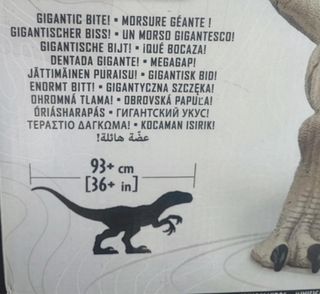 GIGANTIC BITE! • MORSURE GÉANTE !
GIGANTISCHER BISS! • UN MORSO GIGANTESCO!
GIGANTISCHE BIJT! • ¡QUÉ BOCAZA!
DENTADA GIGANTE! • MEGAGAP!
JÄTTIMÄINEN PURAISU! • GIGANTISK BID!
ENORMT BITT! • GIGANTYCZNA SZCZĘKA!
OHROMNÁ TLAMA! • OBROVSKÁ PAPUĽA!
ÓRIÁSHARAPÁS • ГИГАНТСКИЙ УКУС!
ΤΕΡΑΣΤΙΟ ΔΑΓΚΩΜΑ! • KOCAMAN ISIRIK!
عضّة هائلة!
93+ cm
[36+ in]